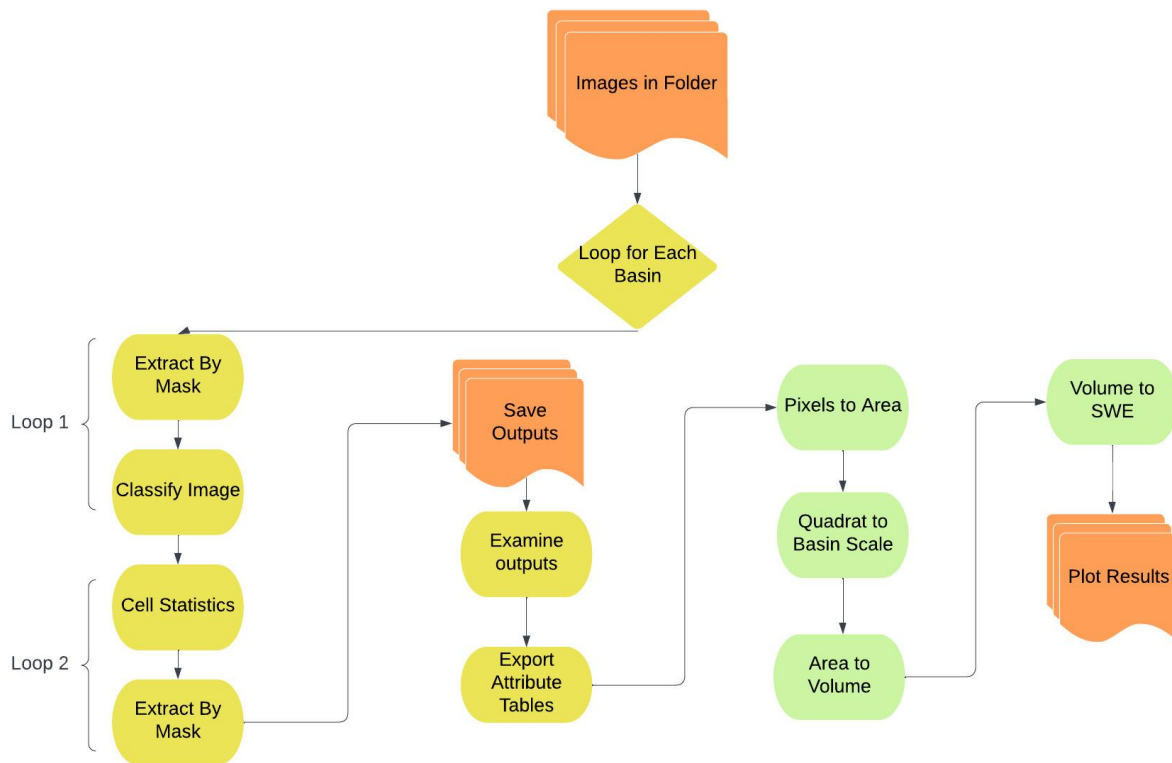 Images in Folder
Loop for Each
Basin
Loop 1
Extract By
Mask
Classify Image
Loop 2
Cell Statistics
Extract By
Mask
Save
Outputs
Examine
outputs
Export
Attribute
Tables
Pixels to Area
Quadrat to
Basin Scale
Area to
Volume
Volume to
SWE
Plot Results